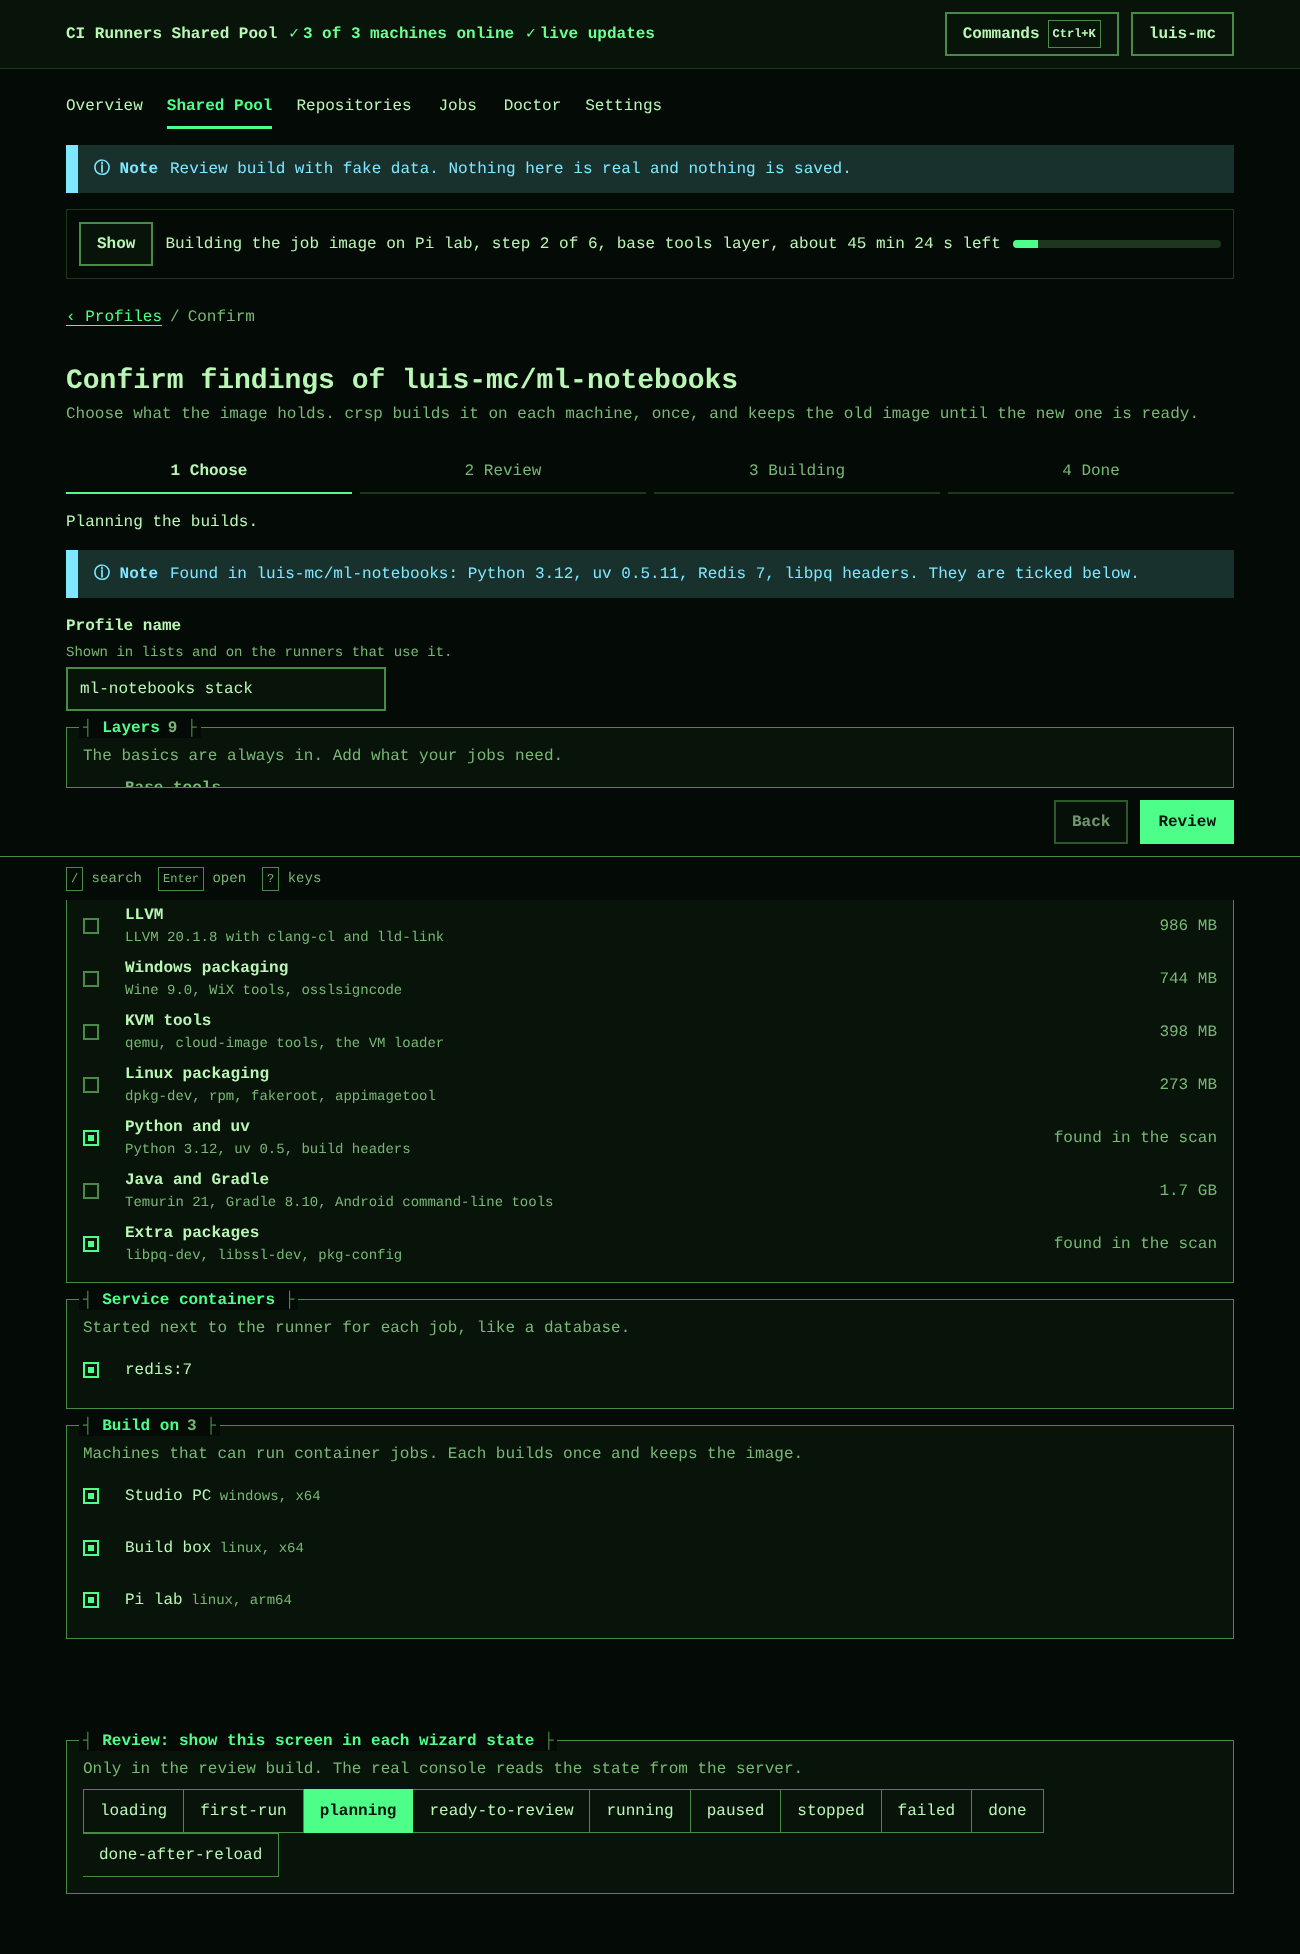 CI Runners Shared Pool ✓ 3 of 3 machines online ✓ live updates Commands Ctrl+K luis-mc
Overview Shared Pool Repositories Jobs Doctor Settings
ⓘ Note Review build with fake data. Nothing here is real and nothing is saved.
Show Building the job image on Pi lab, step 2 of 6, base tools layer, about 45 min 24 s left
‹ Profiles / Confirm
Confirm findings of luis-mc/ml-notebooks
Choose what the image holds. crsp builds it on each machine, once, and keeps the old image until the new one is ready.
1 Choose 2 Review 3 Building 4 Done
Planning the builds.
ⓘ Note Found in luis-mc/ml-notebooks: Python 3.12, uv 0.5.11, Redis 7, libpq headers. They are ticked below.
Profile name
Shown in lists and on the runners that use it.
ml-notebooks stack
Layers 9
The basics are always in. Add what your jobs need.
Base tools
Back Review
/ search Enter open ? keys
LLVM
LLVM 20.1.8 with clang-cl and lld-link
986 MB
Windows packaging
Wine 9.0, WiX tools, osslsigncode
744 MB
KVM tools
qemu, cloud-image tools, the VM loader
398 MB
Linux packaging
dpkg-dev, rpm, fakeroot, appimagetool
273 MB
Python and uv
Python 3.12, uv 0.5, build headers
found in the scan
Java and Gradle
Temurin 21, Gradle 8.10, Android command-line tools
1.7 GB
Extra packages
libpq-dev, libssl-dev, pkg-config
found in the scan
Service containers
Started next to the runner for each job, like a database.
redis:7
Build on 3
Machines that can run container jobs. Each builds once and keeps the image.
Studio PC windows, x64
Build box linux, x64
Pi lab linux, arm64
Review: show this screen in each wizard state
Only in the review build. The real console reads the state from the server.
loading first-run planning ready-to-review running paused stopped failed done
done-after-reload